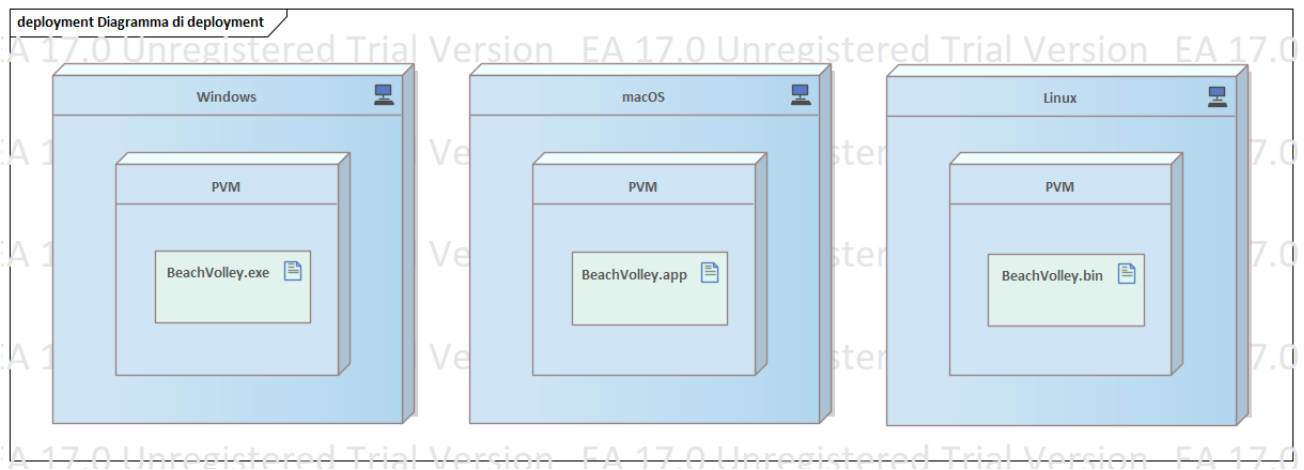 deployment Diagramma di deployment
EA 17.0 Unregistered Trial Version EA 17.0 Unregistered Trial Version EA 17.0
Windows
macOS
Linux
PVM
PVM
PVM
BeachVolley.exe
BeachVolley.app
BeachVolley.bin
EA 17.0 Unregistered Trial Version EA 17.0 Unregistered Trial Version EA 17.0